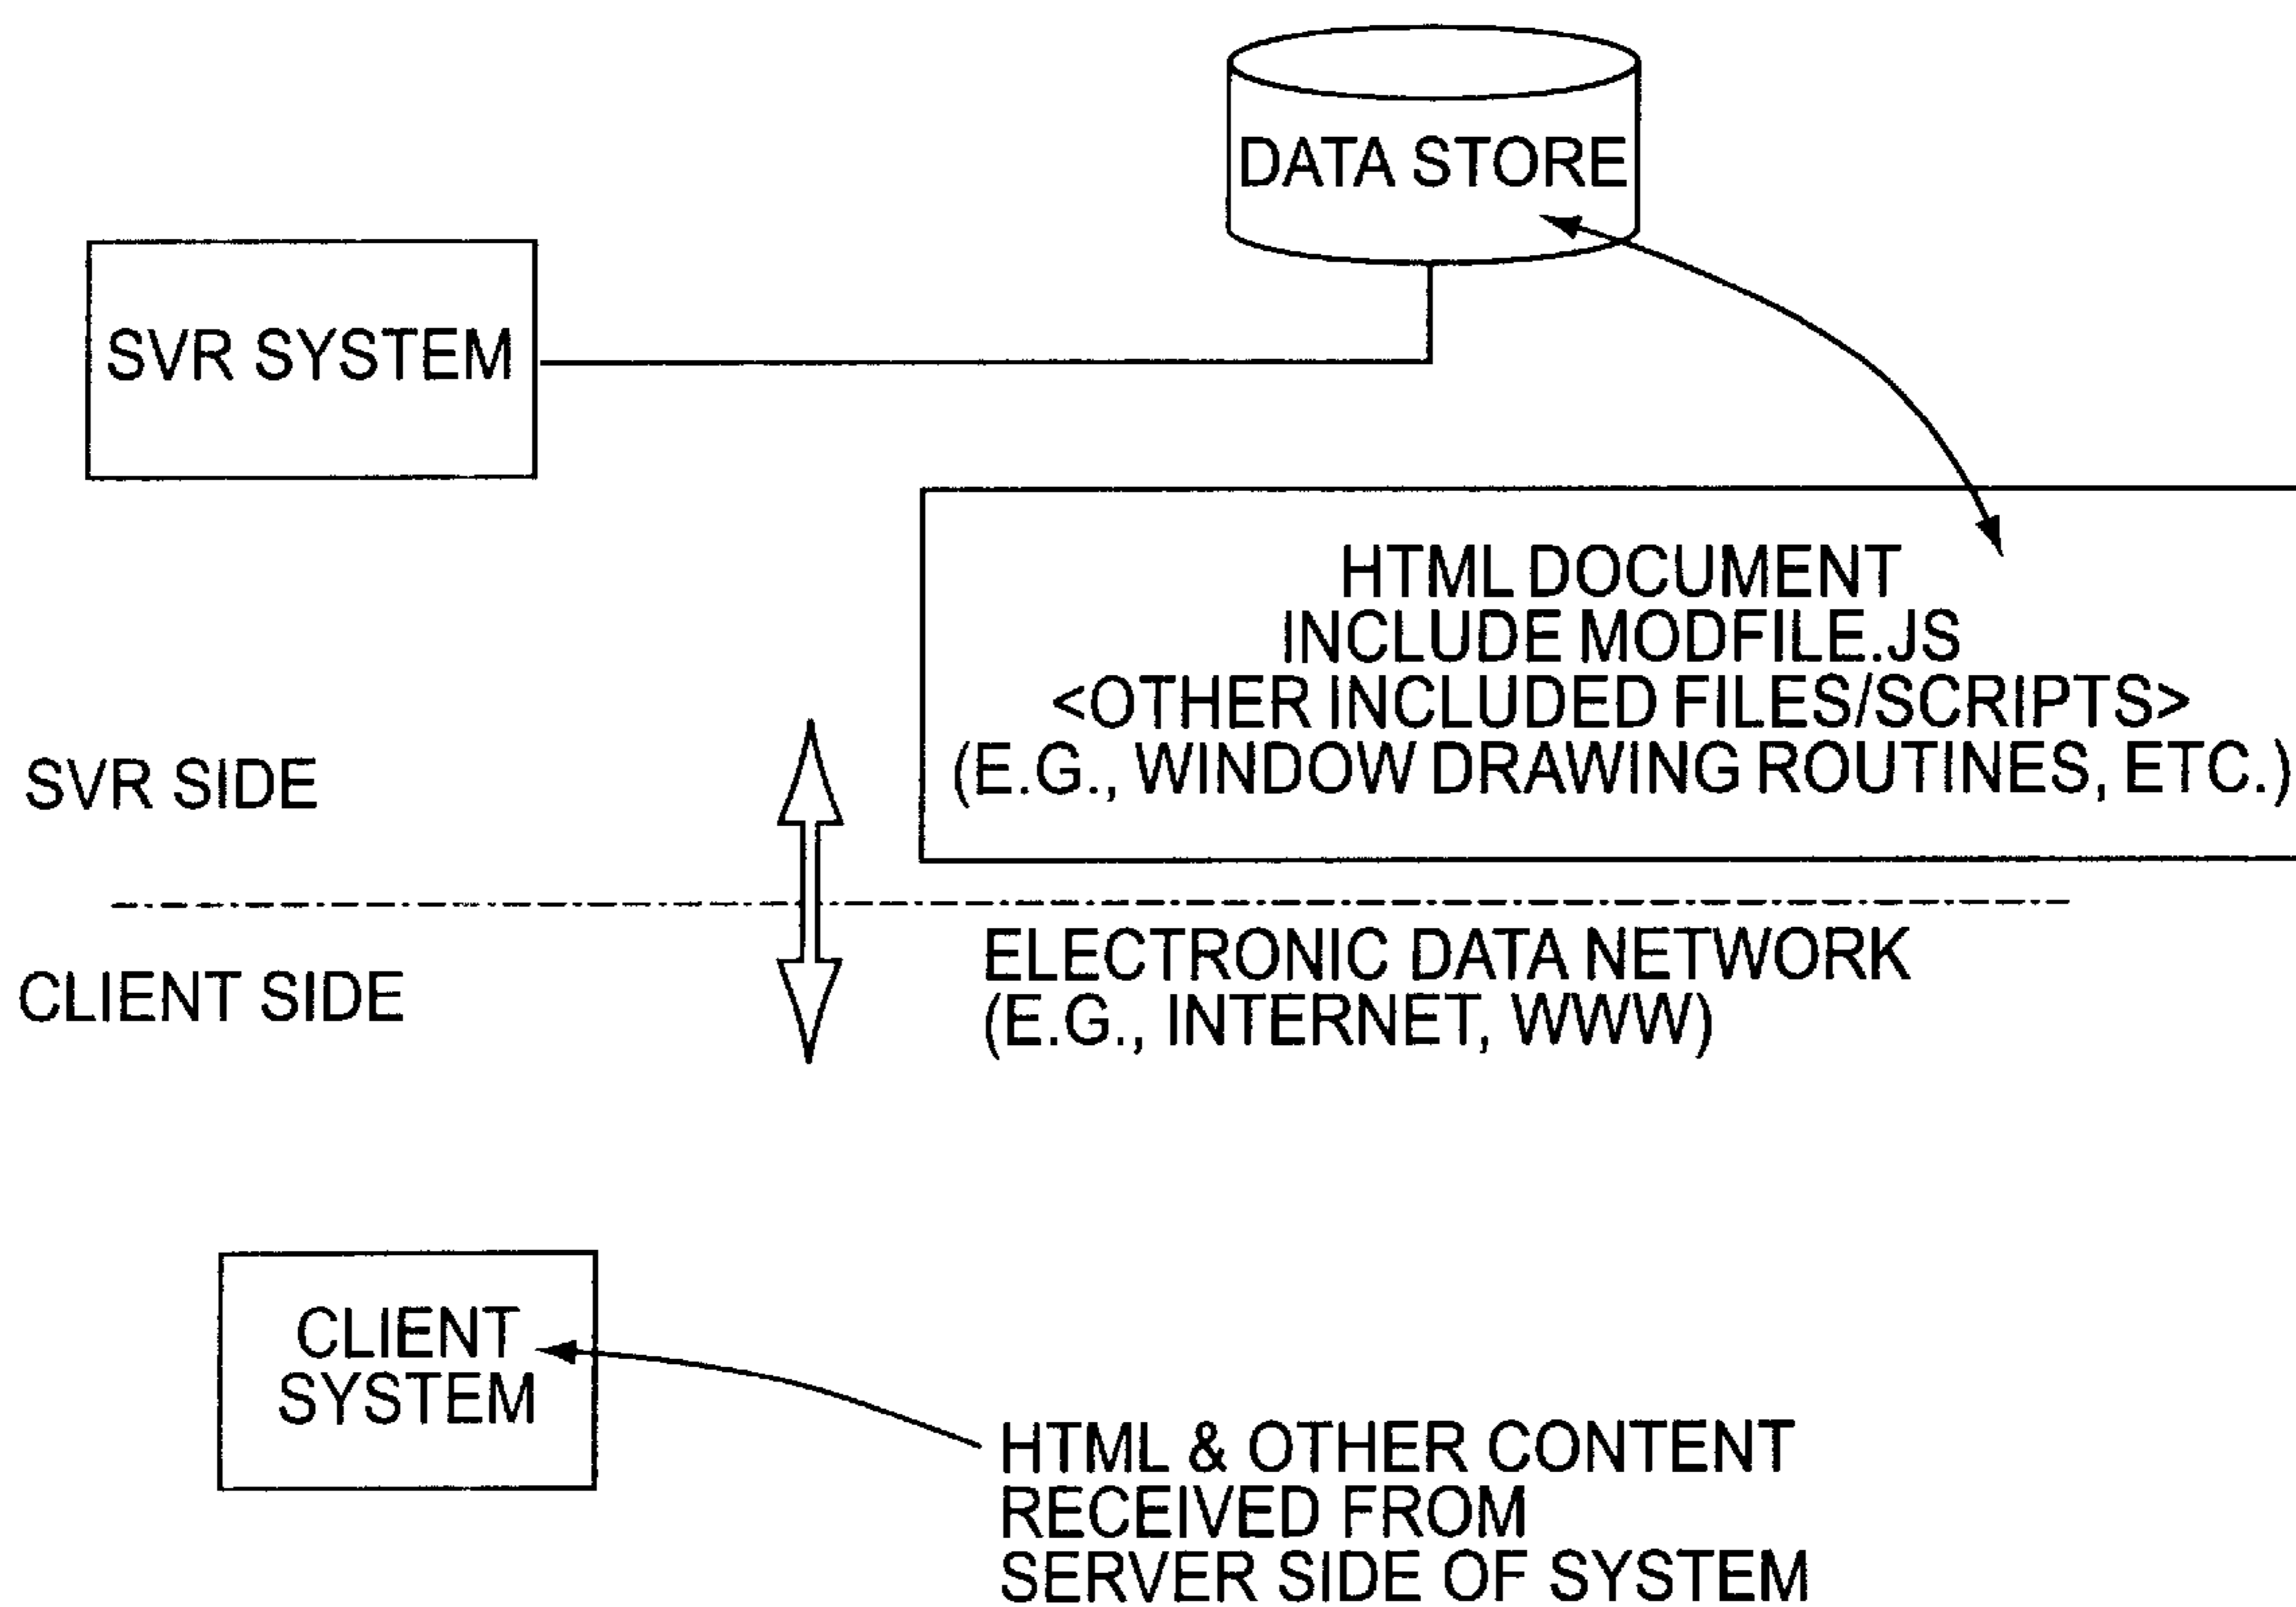 DATA STORE
SVR SYSTEM
HTML DOCUMENT
INCLUDE MODFILE.JS
<OTHER INCLUDED FILES/SCRIPTS>
(E.G., WINDOW DRAWING ROUTINES, ETC.)
SVR SIDE
CLIENT SIDE
ELECTRONIC DATA NETWORK
(E.G., INTERNET, WWW)
CLIENT
SYSTEM
HTML & OTHER CONTENT
RECEIVED FROM
SERVER SIDE OF SYSTEM